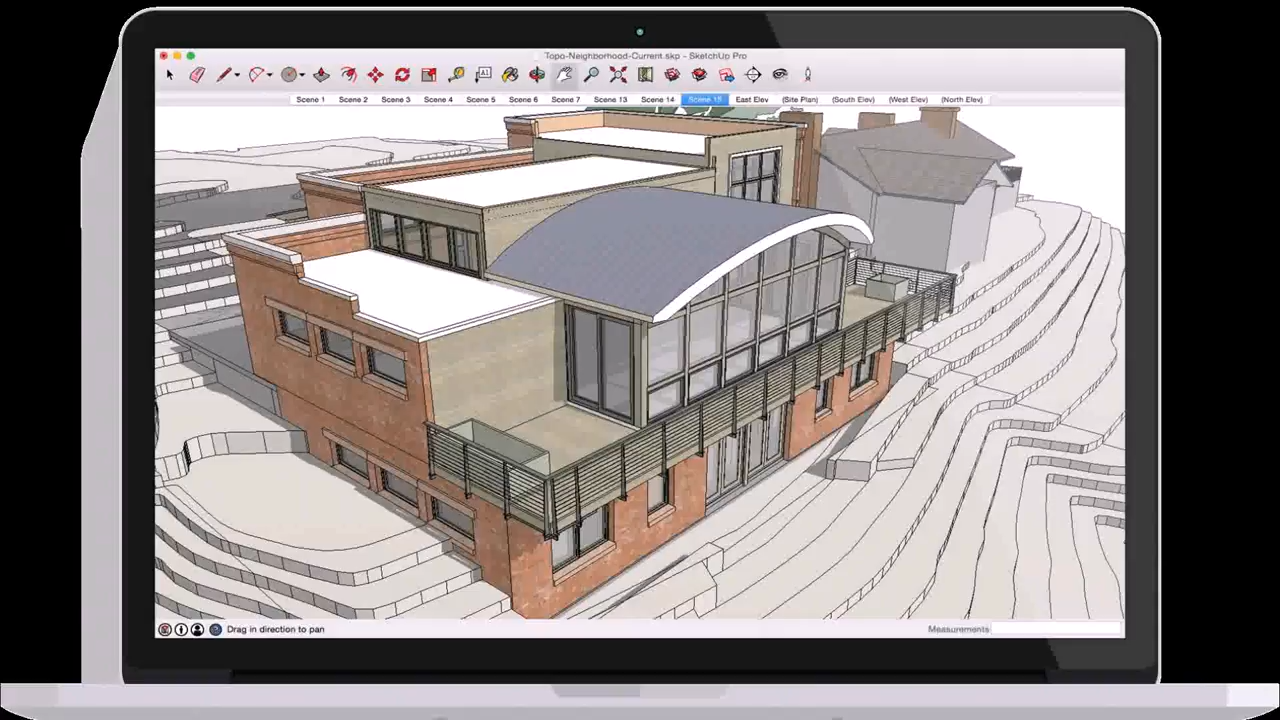 Topo-Neighborhood-Current.skp - SketchUp Pro
A1
Scene 1 Scene 2 Scene 3 Scene 4 Scene 5 Scene 6 Scene 7 Scene 13 Scene 14 Scene 15 East Elev (Site Plan) (South Elev) (West Elev) (North Elev)
Drag in direction to pan Measurements